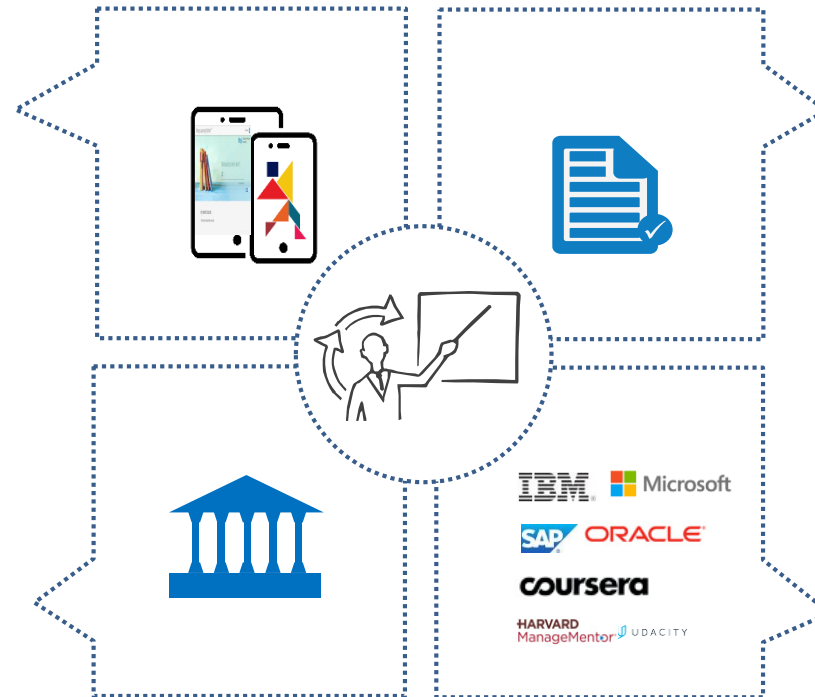 IBM
Microsoft
SAP
ORACLE
coursera
HARVARD
ManageMentor
UDACITY